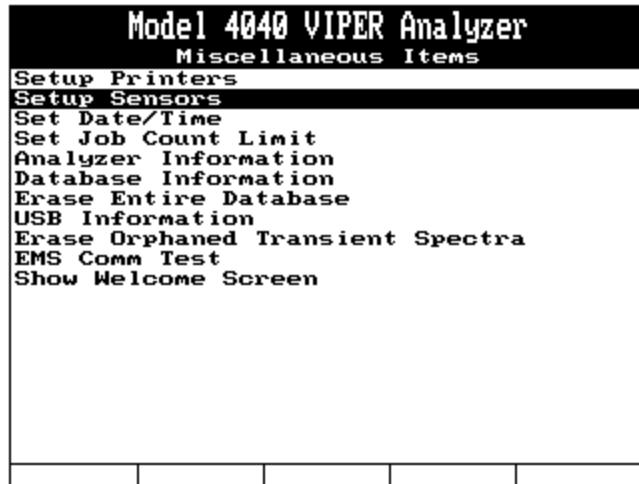 Model 4040 VIPER Analyzer
Miscellaneous Items
Setup Printers
Setup Sensors
Set Date/Time
Set Job Count Limit
Analyzer Information
Database Information
Erase Entire Database
USB Information
Erase Orphaned Transient Spectra
EMS Comm Test
Show Welcome Screen